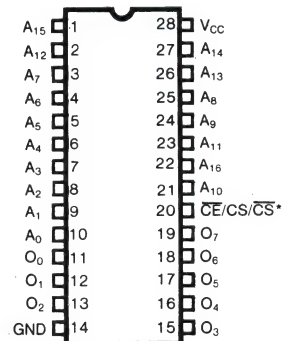 A15 1 28 VCC
A12 2 27 A14
A7 3 26 A13
A6 4 25 A8
A5 5 24 A9
A4 6 23 A11
A3 7 22 A16
A2 8 21 A10
A1 9 20 C̅E̅/CS/C̅S̅*
A0 10 19 O7
O0 11 18 O6
O1 12 17 O5
O2 13 16 O4
GND 14 15 O3